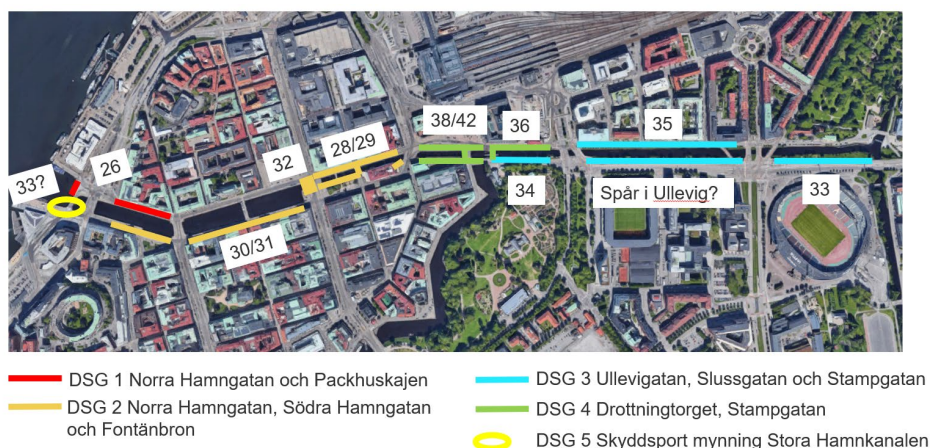 33?
26
32
28/29
30/31
38/42
36
34
35
Spår i Ullevig?
33
DSG 1 Norra Hamngatan och Packhuskajen
DSG 2 Norra Hamngatan, Södra Hamngatan
och Fontänbron
DSG 3 Ullevigatan, Slussgatan och Stampgatan
DSG 4 Drottningtorget, Stampgatan
DSG 5 Skyddsport mynning Stora Hamnkanalen